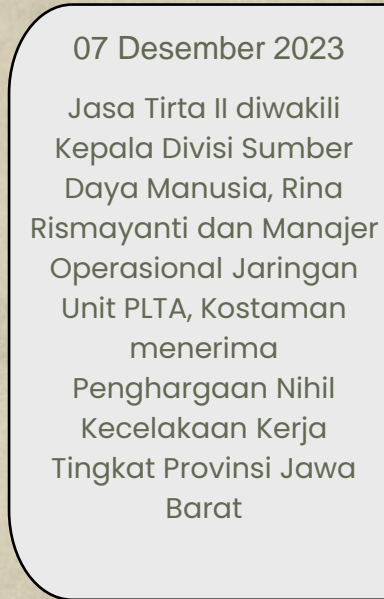 07 Desember 2023
Jasa Tirta II diwakili
Kepala Divisi Sumber
Daya Manusia, Rina
Rismayanti dan Manajer
Operasional Jaringan
Unit PLTA, Kostaman
menerima
Penghargaan Nihil
Kecelakaan Kerja
Tingkat Provinsi Jawa
Barat